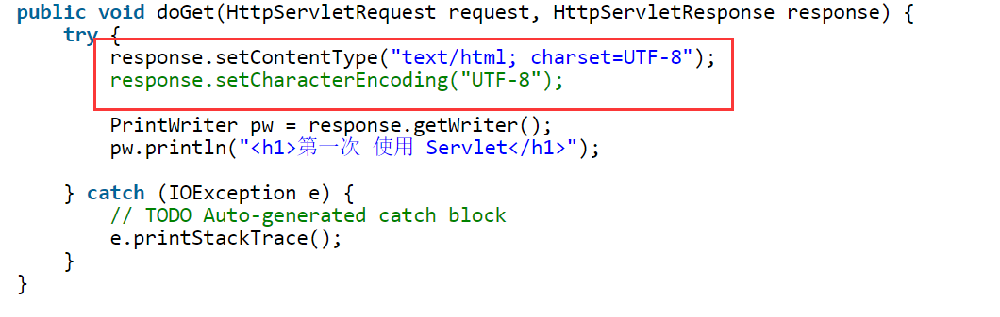 public void doGet(HttpServletRequest request, HttpServletResponse response) {
    try {
        response.setContentType("text/html; charset=UTF-8");
        response.setCharacterEncoding("UTF-8");
        PrintWriter pw = response.getWriter();
        pw.println("<h1>第一次 使用 Servlet</h1>");
    } catch (IOException e) {
        // TODO Auto-generated catch block
        e.printStackTrace();
    }
}